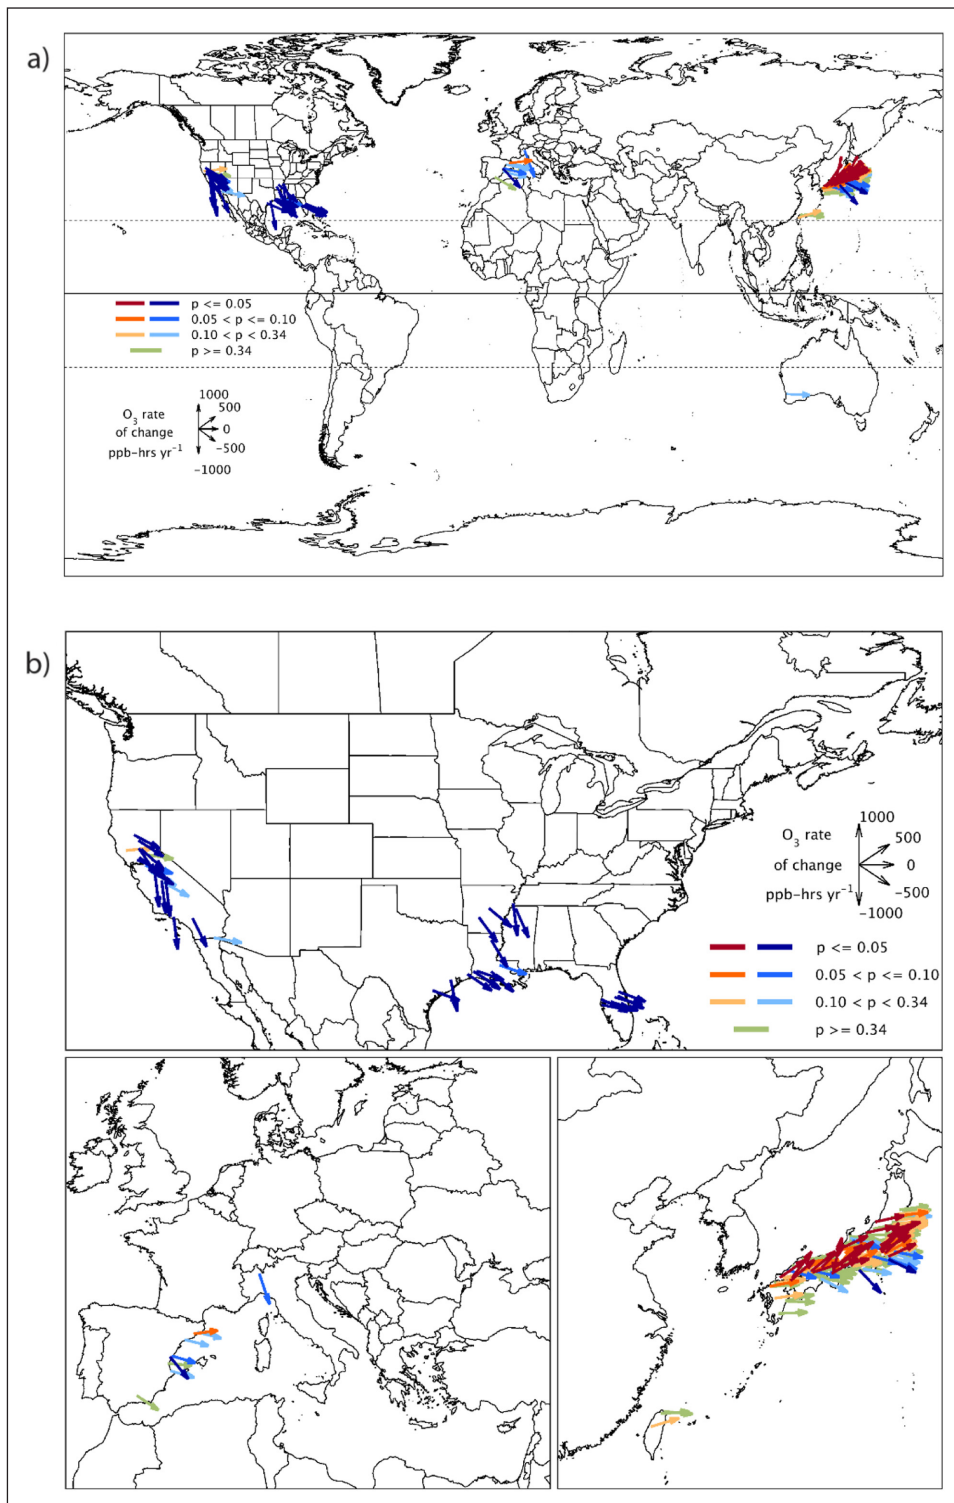 a)
p <= 0.05
0.05 < p <= 0.10
0.10 < p < 0.34
p >= 0.34
1000
500
O3 rate
of change
0
ppb-hrs yr-1
-500
-1000
b)
1000
O3 rate
500
of change
0
ppb-hrs yr-1
-500
-1000
p <= 0.05
0.05 < p <= 0.10
0.10 < p < 0.34
p >= 0.34